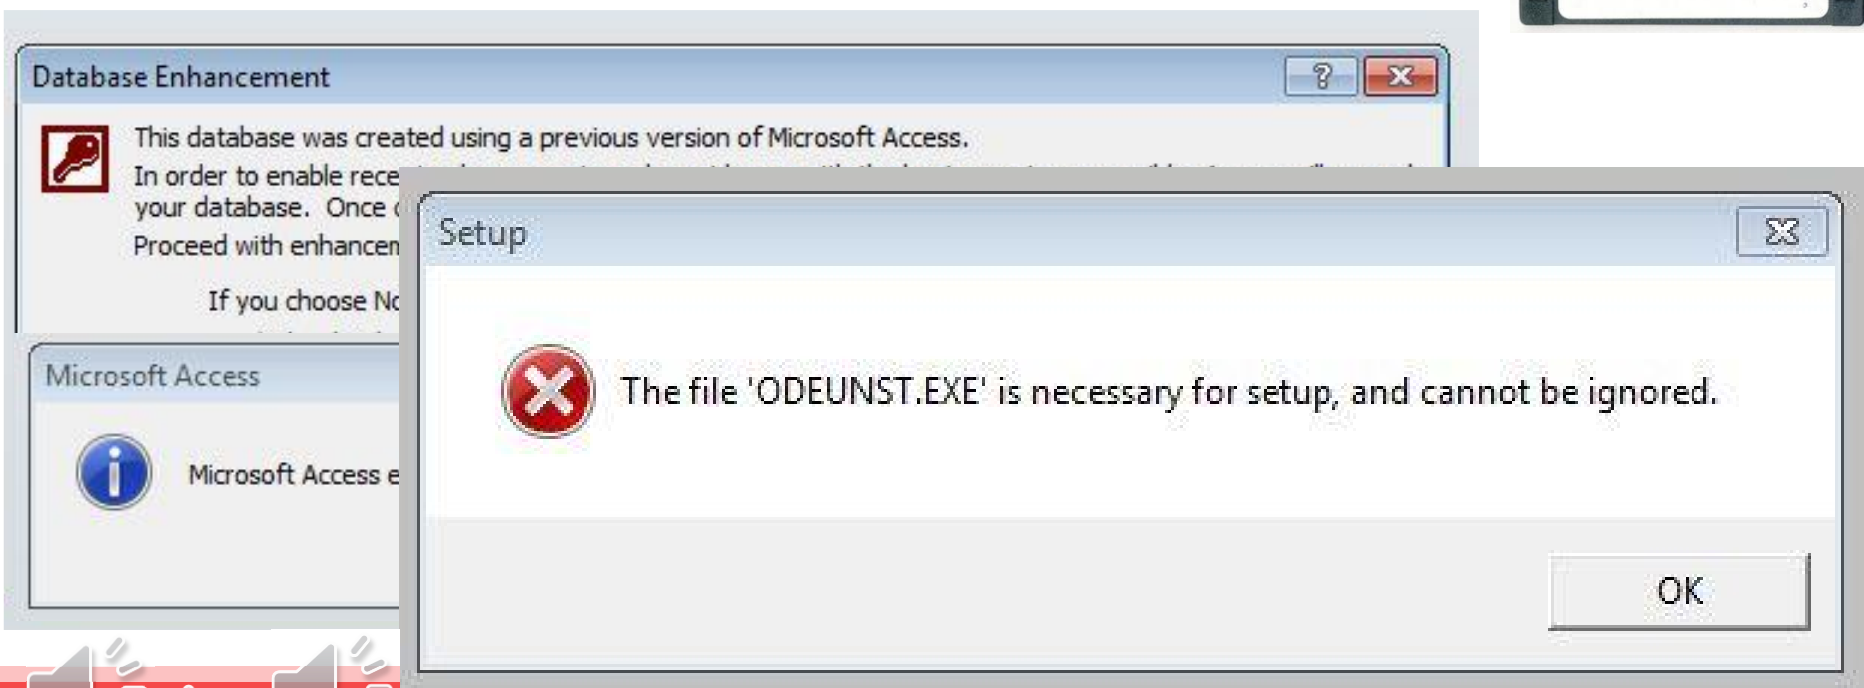 Database Enhancement
This database was created using a previous version of Microsoft Access.
In order to enable rece
your database. Once
Proceed with enhancem
If you choose No
Microsoft Access
Microsoft Access e
Setup
The file 'ODEUNST.EXE' is necessary for setup, and cannot be ignored.
OK